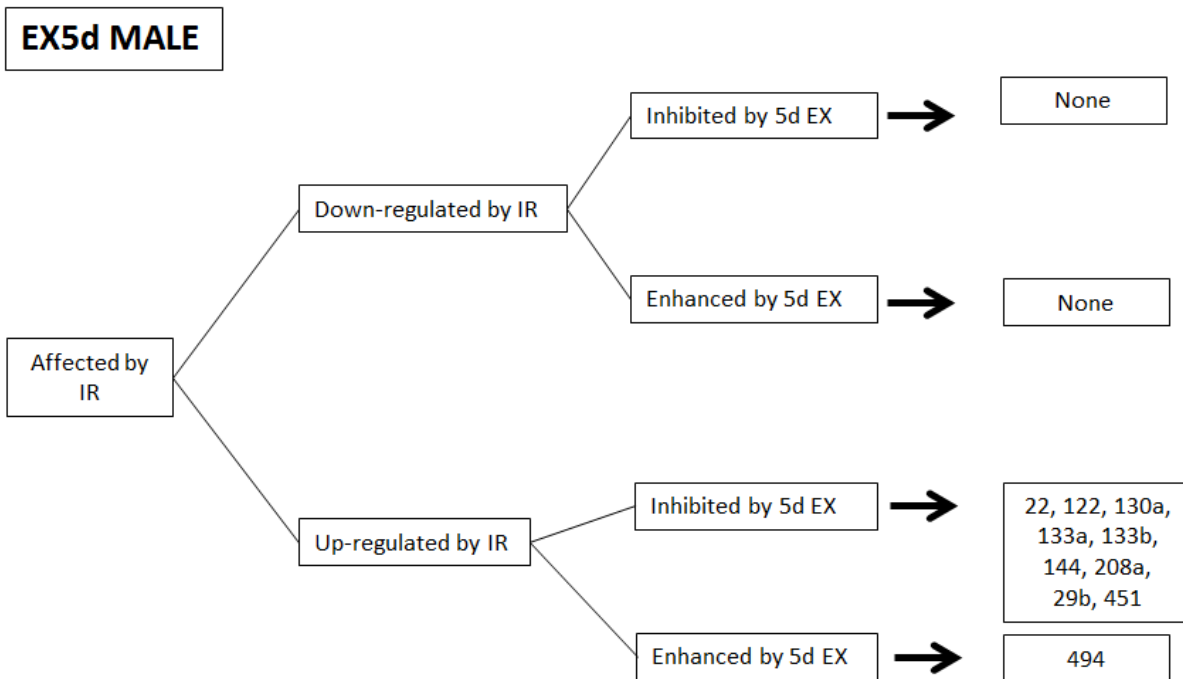 EX5d MALE
Inhibited by 5d EX
None
Down-regulated by IR
Enhanced by 5d EX
None
Affected by
IR
Up-regulated by IR
Inhibited by 5d EX
22, 122, 130a,
133a, 133b,
144, 208a,
29b, 451
Enhanced by 5d EX
494